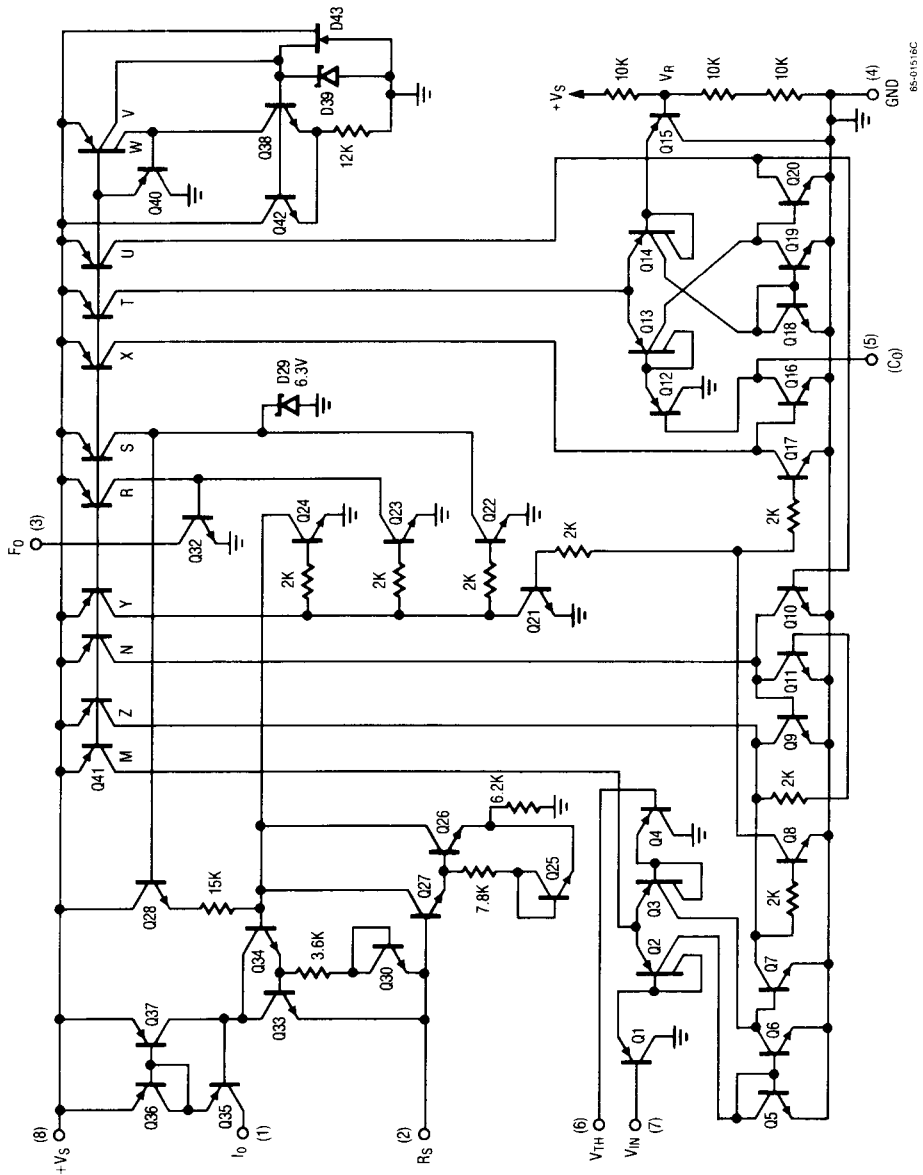 +VS
(8)
Q36
Q37
Q35
IO
(1)
Q28
15K
Q34
Q33
3.6K
Q30
RS
(2)
Q27
Q26
7.8K
Q25
6.2K
Q41
M
Z
N
Y
R
S
X
T
U
W
V
FO
(3)
Q32
D29
6.3V
Q24
2K
Q23
2K
Q22
2K
Q21
2K
Q40
Q42
Q38
D39
D43
12K
VTH
(6)
VIN
(7)
Q1
Q2
Q3
Q4
Q5
Q6
Q7
2K
Q8
2K
Q9
Q11
Q10
2K
Q17
Q16
(CO)
(5)
Q12
Q13
Q14
Q18
Q19
Q20
Q15
+VS
10K
VR
10K
10K
GND
(4)
65-01516C